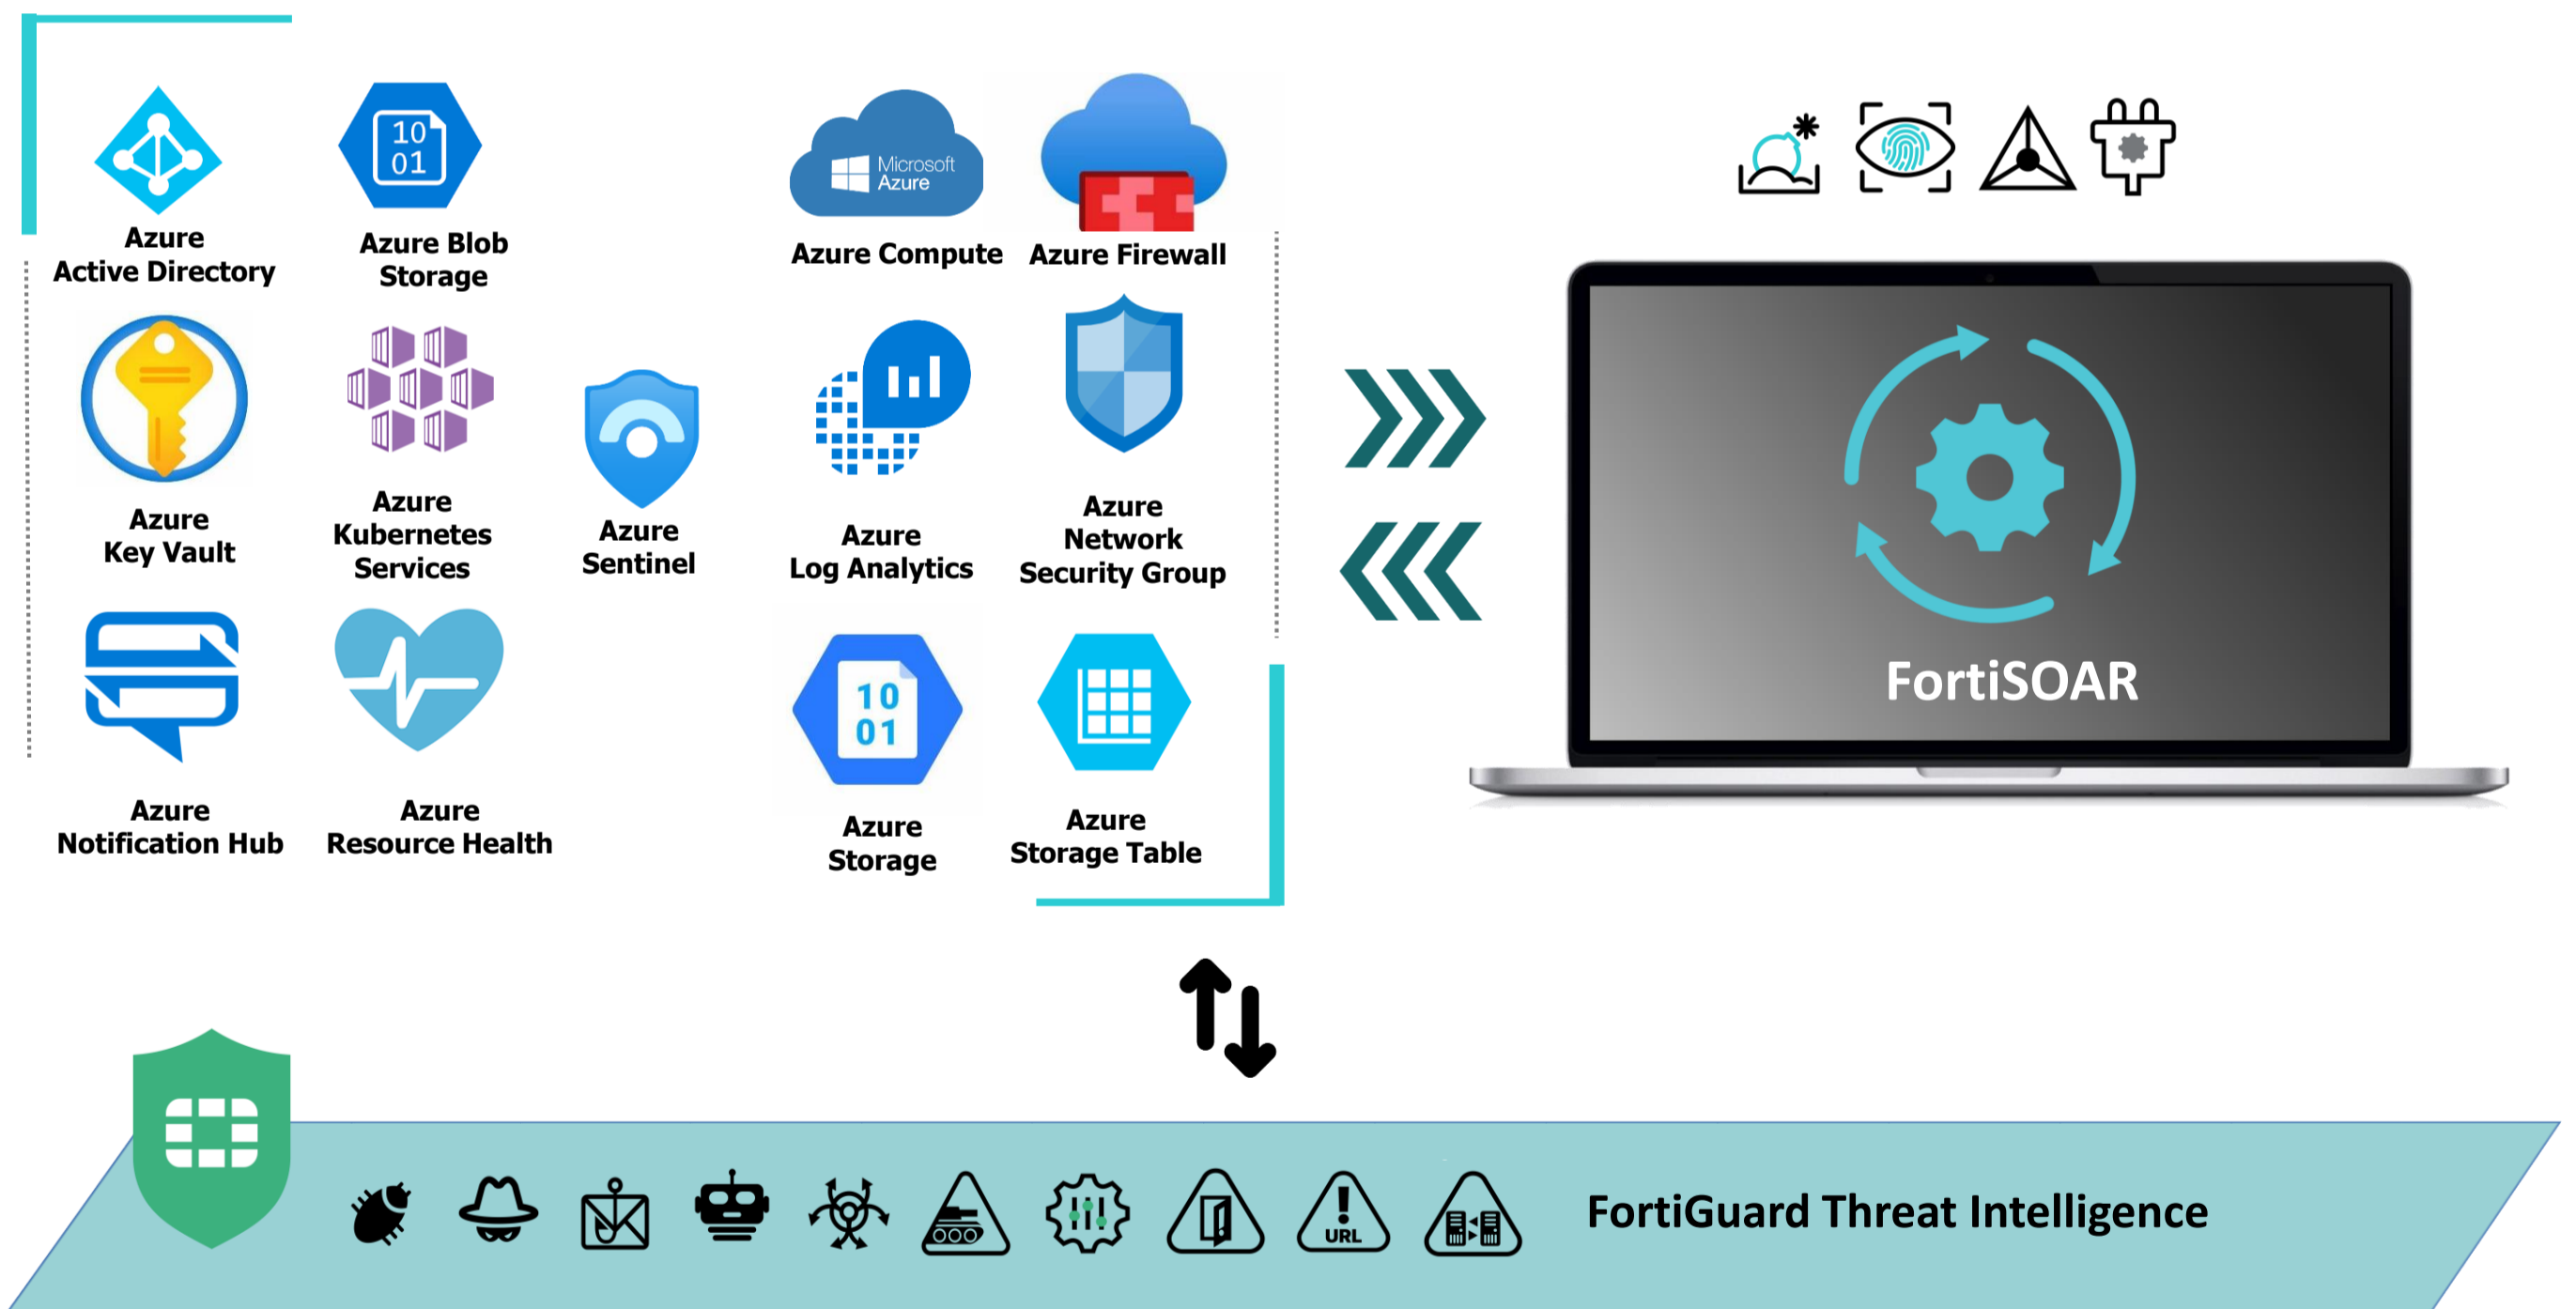 Azure
Active Directory
10
01
Azure Blob
Storage
Microsoft
Azure
Azure Compute
Azure Firewall
Azure
Key Vault
Azure
Kubernetes
Services
Azure
Sentinel
Azure
Log Analytics
Azure
Network
Security Group
Azure
Notification Hub
Azure
Resource Health
10
01
Azure
Storage
Azure
Storage Table
FortiSOAR
URL
FortiGuard Threat Intelligence